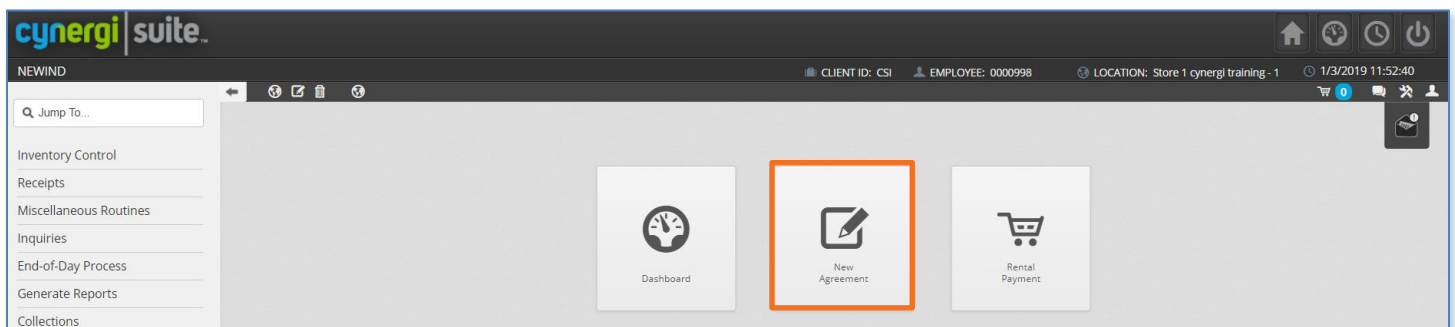 cynergi suite™
NEWIND
CLIENT ID: CSI
EMPLOYEE: 0000998
LOCATION: Store 1 cynergi training - 1
1/3/2019 11:52:40
0
Jump To...
Inventory Control
Receipts
Miscellaneous Routines
Inquiries
End-of-Day Process
Generate Reports
Collections
Dashboard
New
Agreement
Rental
Payment